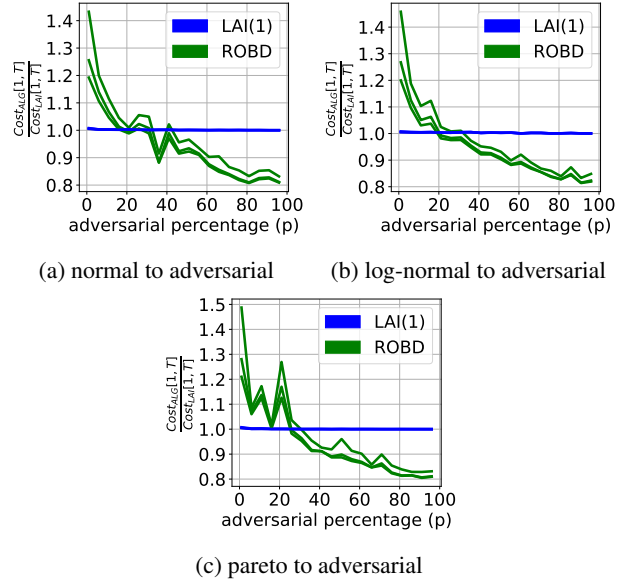 1.4
1.3
1.2
1.1
1.0
0.9
0.8
Cost_ALG[1,T]
Cost_LAI[1,T]
LAI(1)
ROBD
0 20 40 60 80 100
adversarial percentage (p)
(a) normal to adversarial
1.4
1.3
1.2
1.1
1.0
0.9
0.8
Cost_ALG[1,T]
Cost_LAI[1,T]
LAI(1)
ROBD
0 20 40 60 80 100
adversarial percentage (p)
(b) log-normal to adversarial
1.5
1.4
1.3
1.2
1.1
1.0
0.9
0.8
Cost_ALG[1,T]
Cost_LAI[1,T]
LAI(1)
ROBD
0 20 40 60 80 100
adversarial percentage (p)
(c) pareto to adversarial